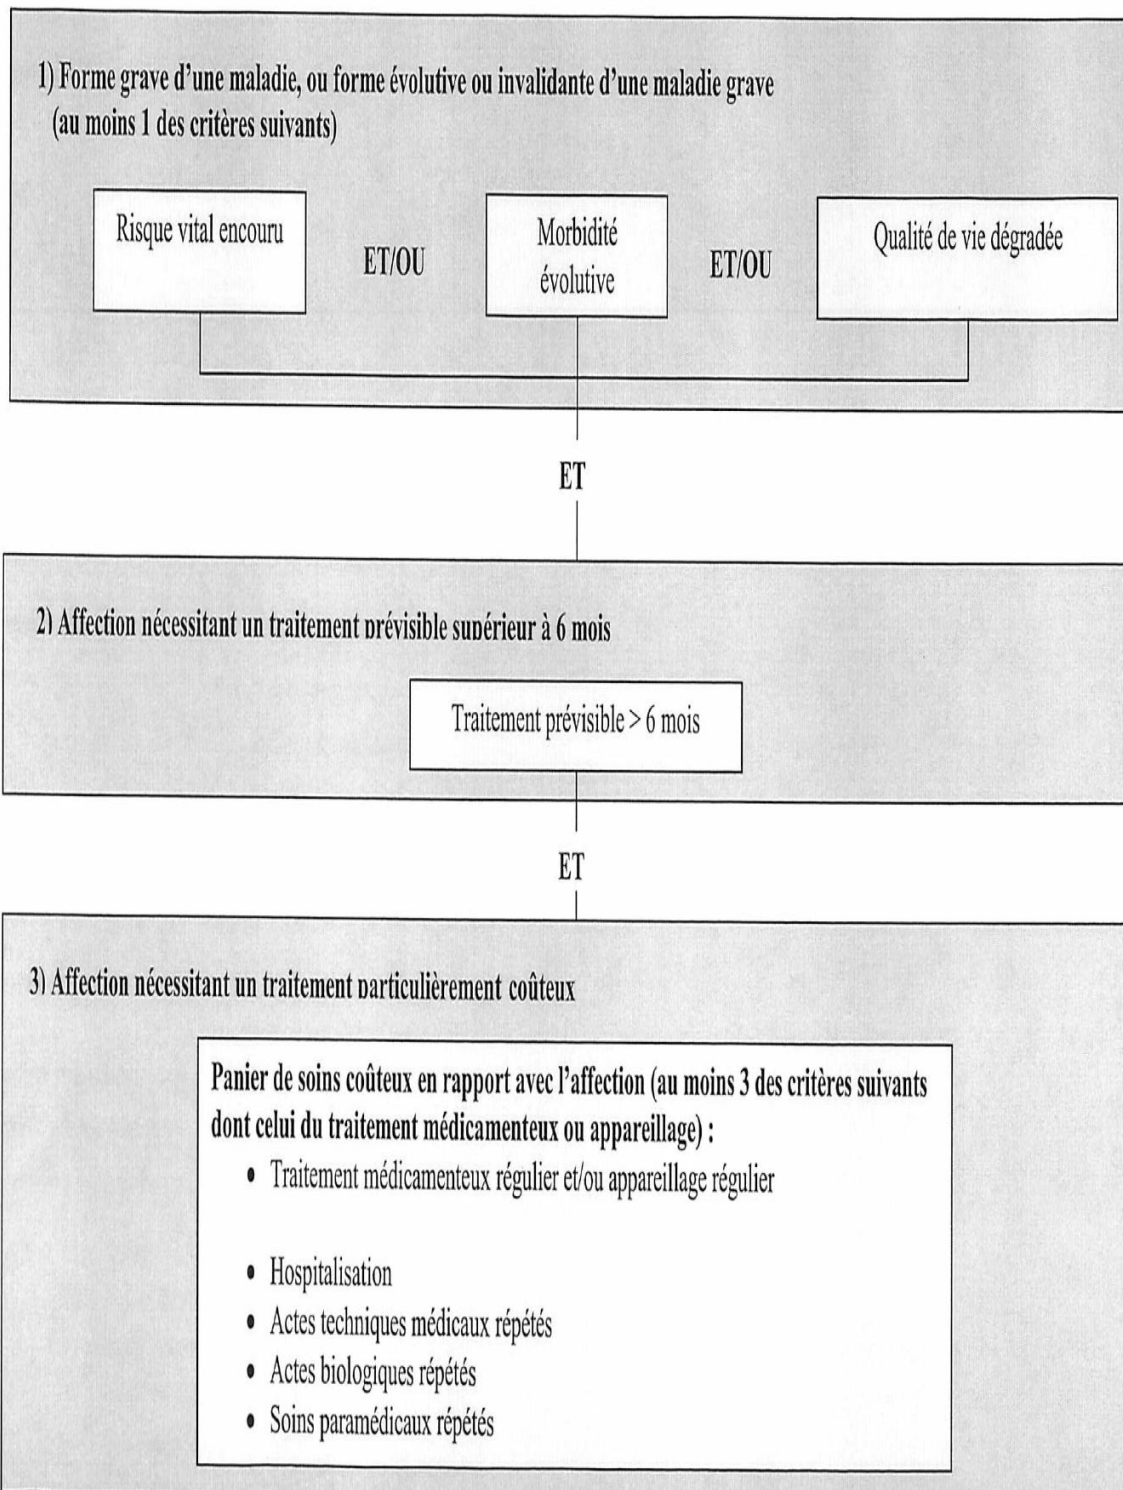 1) Forme grave d'une maladie, ou forme évolutive ou invalidante d'une maladie grave
(au moins 1 des critères suivants)
Risque vital encouru
ET/OU
Morbidité
évolutive
ET/OU
Qualité de vie dégradée
ET
2) Affection nécessitant un traitement prévisible supérieur à 6 mois
Traitement prévisible > 6 mois
ET
3) Affection nécessitant un traitement particulièrement coûteux
Panier de soins coûteux en rapport avec l'affection (au moins 3 des critères suivants
dont celui du traitement médicamenteux ou appareillage) :
• Traitement médicamenteux régulier et/ou appareillage régulier
• Hospitalisation
• Actes techniques médicaux répétés
• Actes biologiques répétés
• Soins paramédicaux répétés